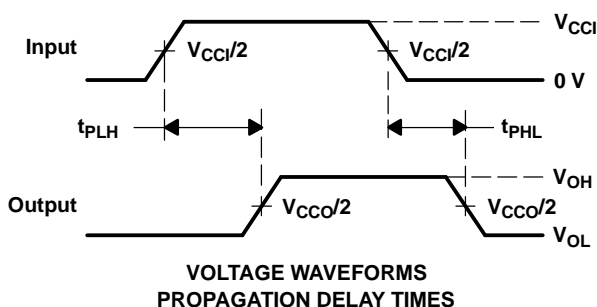 V_CCI
Input
V_CCI/2
V_CCI/2
0 V
t_PLH
t_PHL
V_OH
Output
V_CCO/2
V_CCO/2
V_OL
VOLTAGE WAVEFORMS
PROPAGATION DELAY TIMES